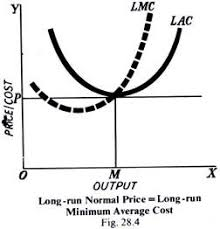 Y
LMC
LAC
P
PRICE/COST
O
M
X
OUTPUT
Long-run Normal Price = Long-run
Minimum Average Cost
Fig. 28.4